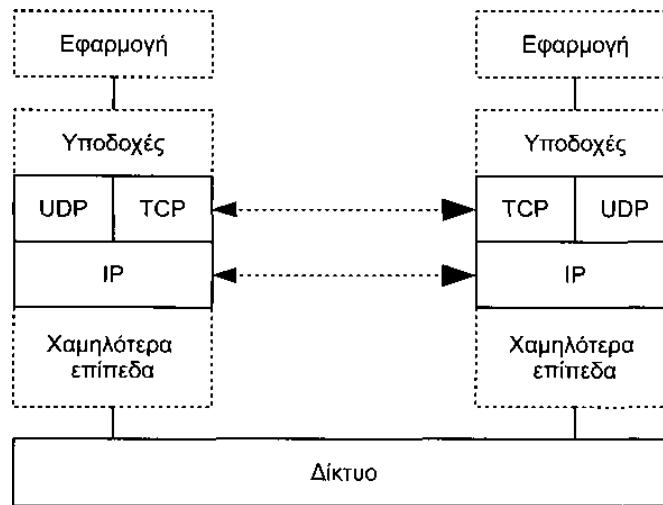 Εφαρμογή Εφαρμογή
Υποδοχές Υποδοχές
UDP TCP TCP UDP
IP IP
Χαμηλότερα Χαμηλότερα
επίπεδα επίπεδα
Δίκτυο